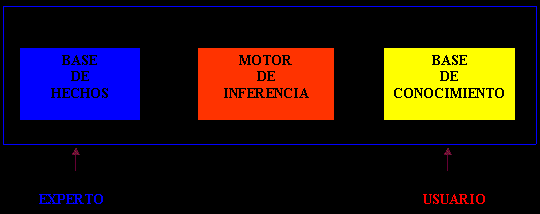 BASE
DE
HECHOS
MOTOR
DE
INFERENCIA
BASE
DE
CONOCIMIENTO
EXPERTO
USUARIO